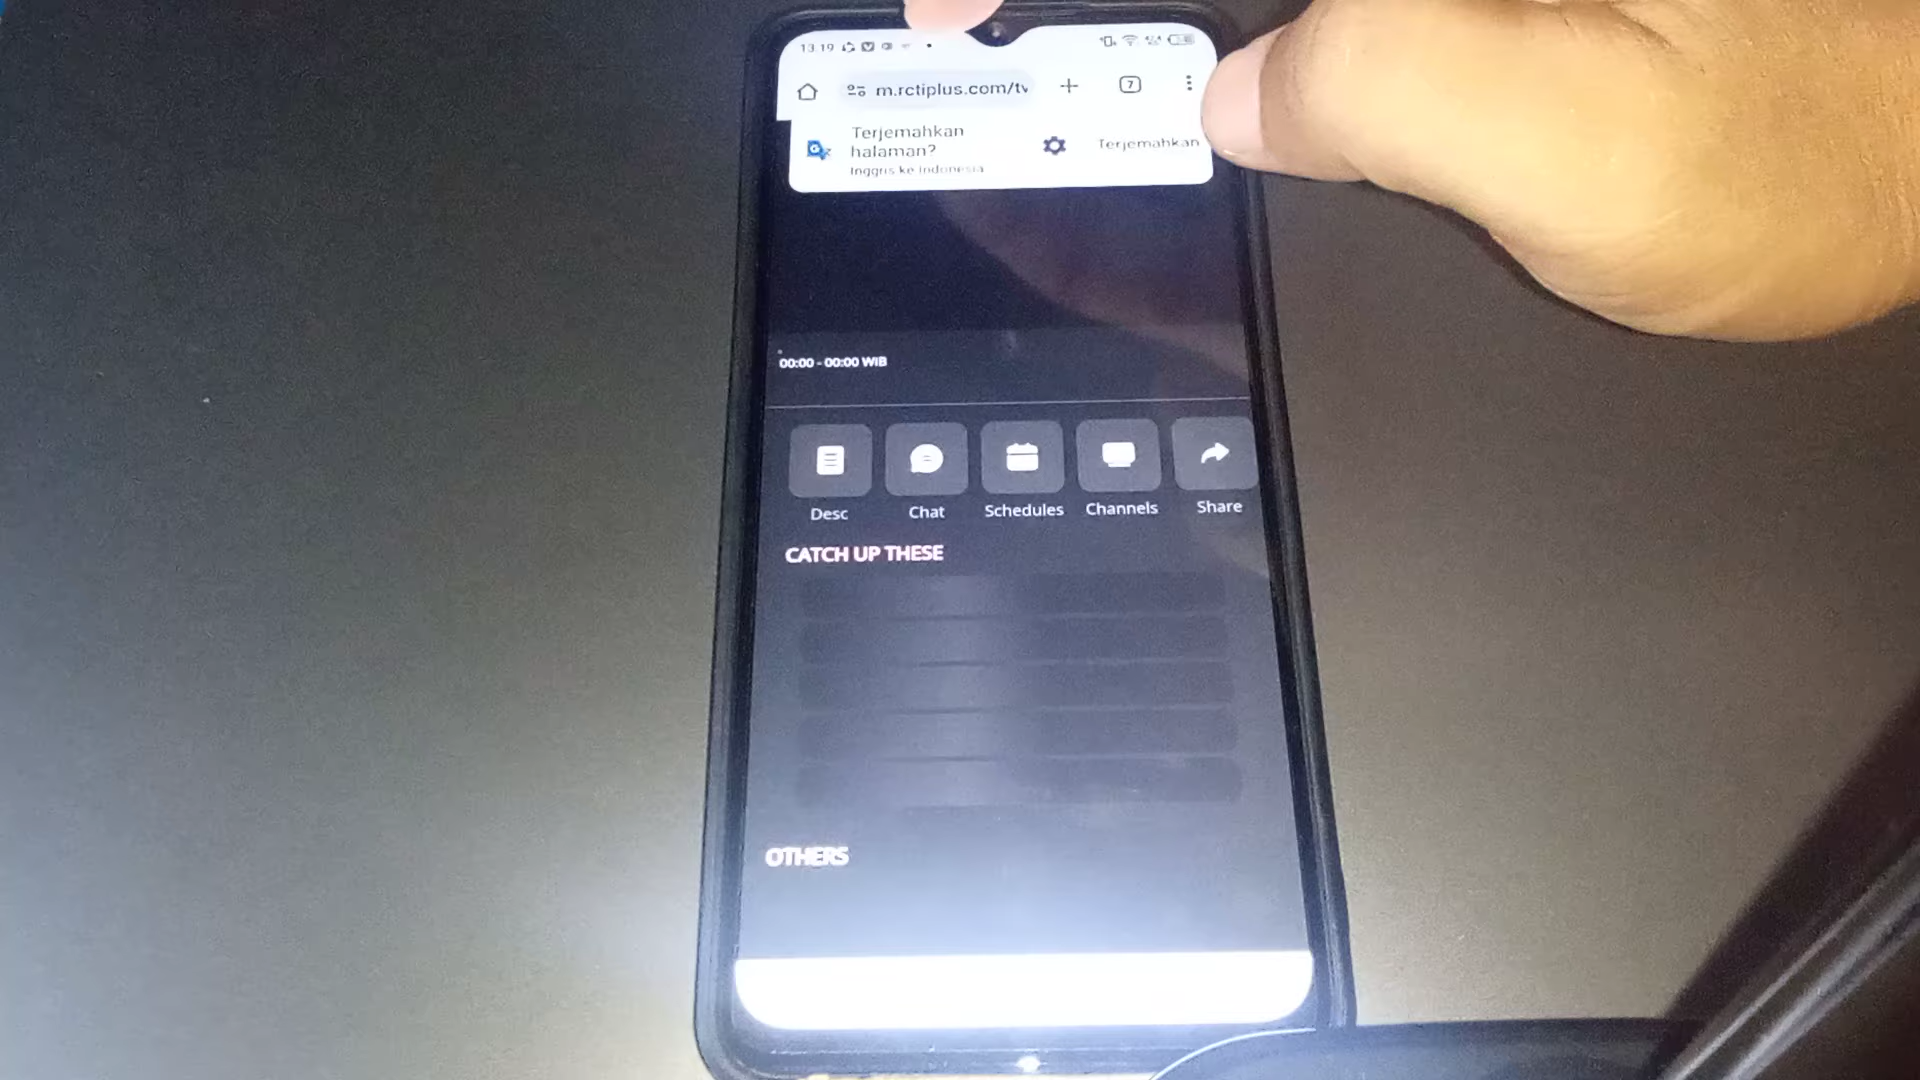 13.19
m.rctiplus.com/tv
7
Terjemahkan
halaman?
Inggris ke Indonesia
Terjemahkan
00:00 - 00:00 WIB
Desc
Chat
Schedules
Channels
Share
CATCH UP THESE
OTHERS